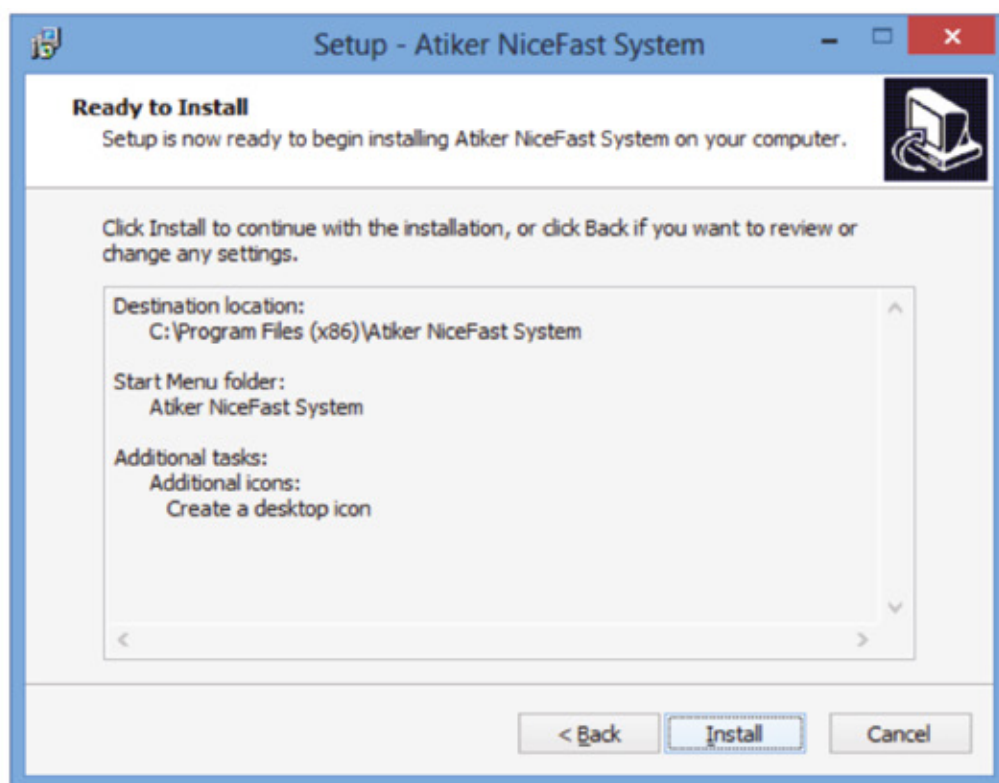 Setup - Atiker NiceFast System
Ready to Install
Setup is now ready to begin installing Atiker NiceFast System on your computer.
Click Install to continue with the installation, or click Back if you want to review or
change any settings.
Destination location:
C:\Program Files (x86)\Atiker NiceFast System
Start Menu folder:
Atiker NiceFast System
Additional tasks:
Additional icons:
Create a desktop icon
< Back
Install
Cancel